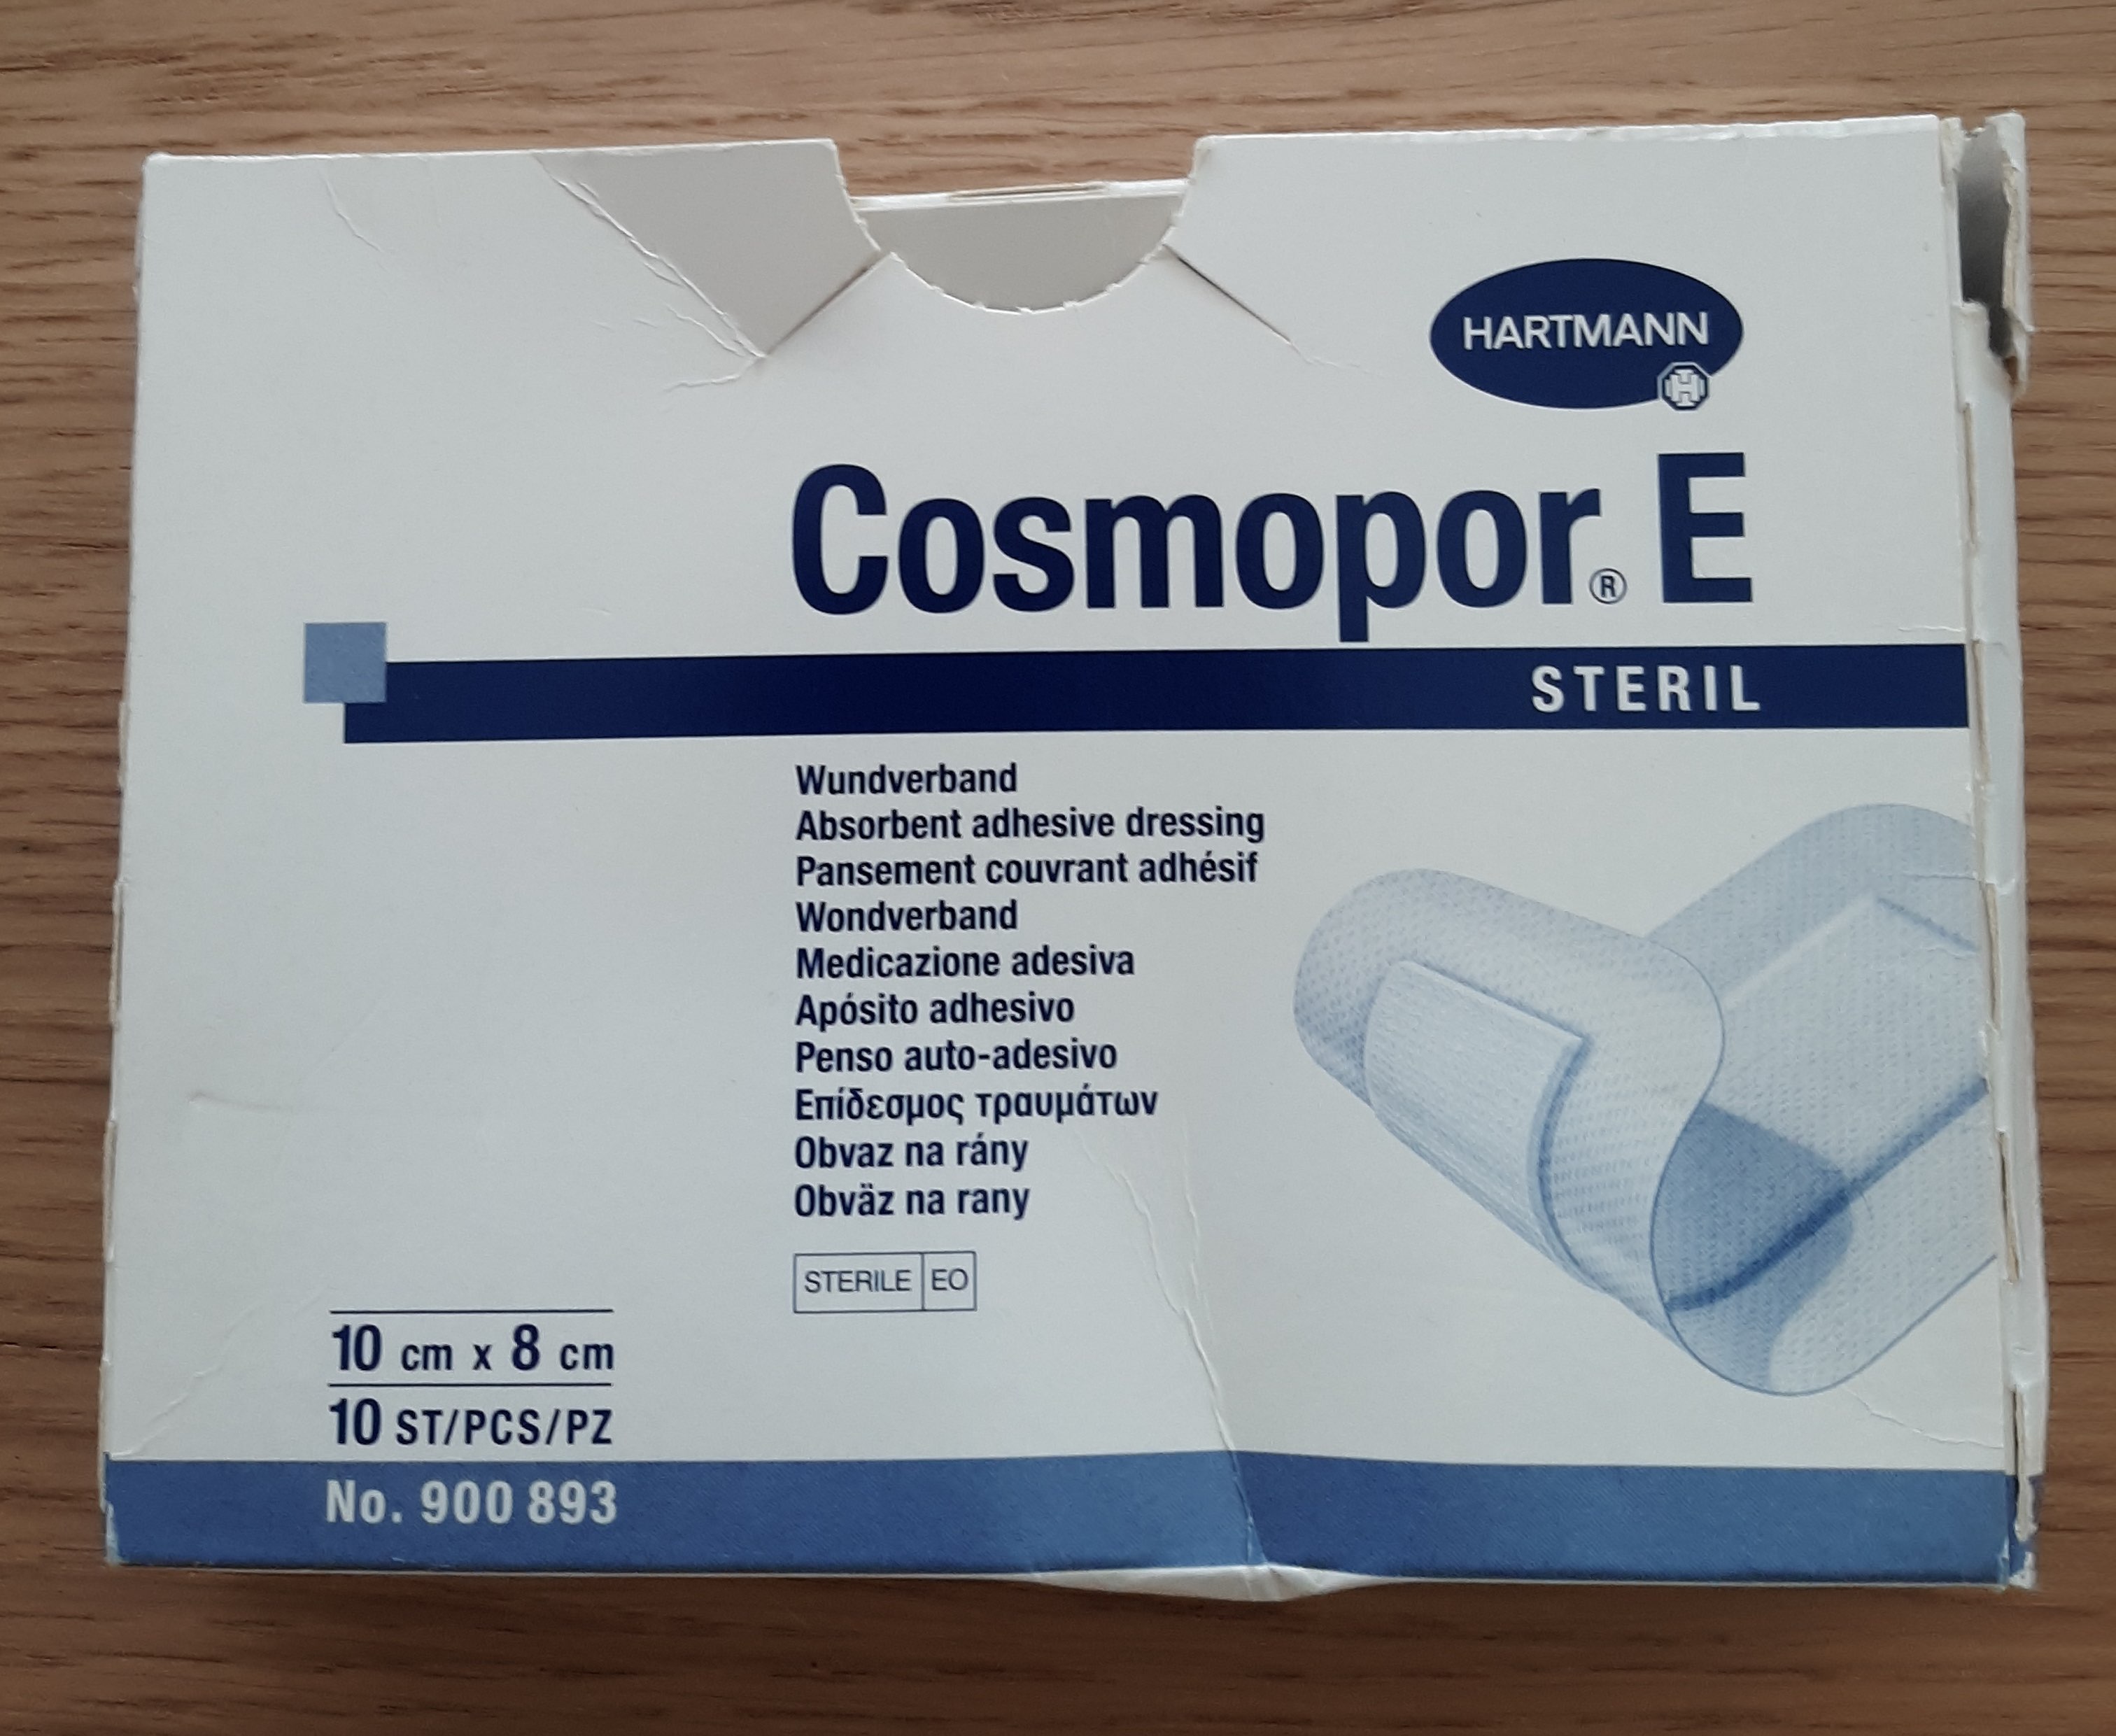 HARTMANN
H
Cosmopor® E
STERIL
Wundverband
Absorbent adhesive dressing
Pansement couvrant adhésif
Wondverband
Medicazione adesiva
Apósito adhesivo
Penso auto-adesivo
Επίδεσμος τραυμάτων
Obvaz na rány
Obväz na rany
STERILE EO
10 cm x 8 cm
10 ST/PCS/PZ
No. 900 893